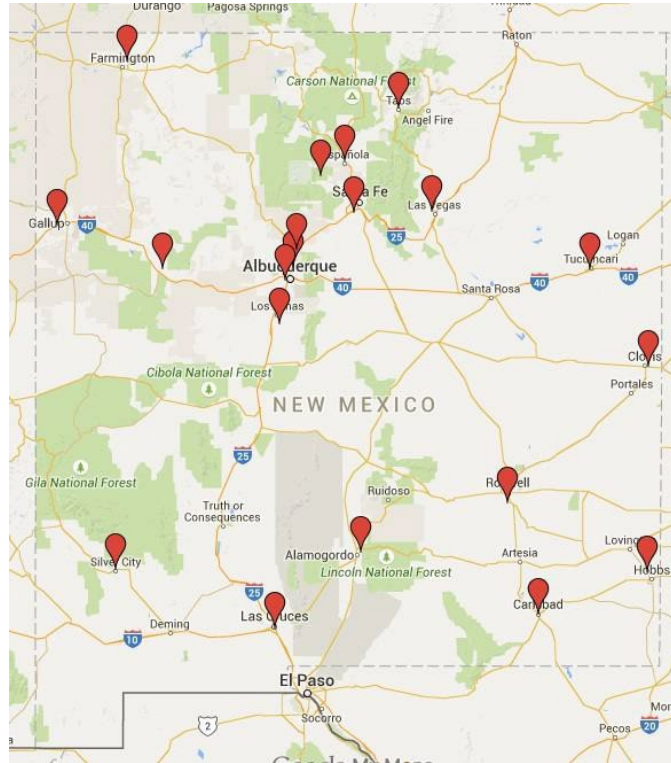 Durango
Pagosa Springs
Raton
Farmington
Carson National Forest
Taos
Angel Fire
Española
Santa Fe
Las Vegas
Gallup
40
25
Logan
Tucumcari
Albuquerque
40
40
40
Santa Rosa
Los Lunas
Clovis
Cibola National Forest
Portales
NEW MEXICO
25
Gila National Forest
Roswell
Ruidoso
Truth or
Consequences
Alamogordo
Artesia
Loving
Silver City
Lincoln National Forest
Hobbs
25
Las Cruces
Carlsbad
Deming
10
El Paso
Socorro
2
Mon
20
Pecos